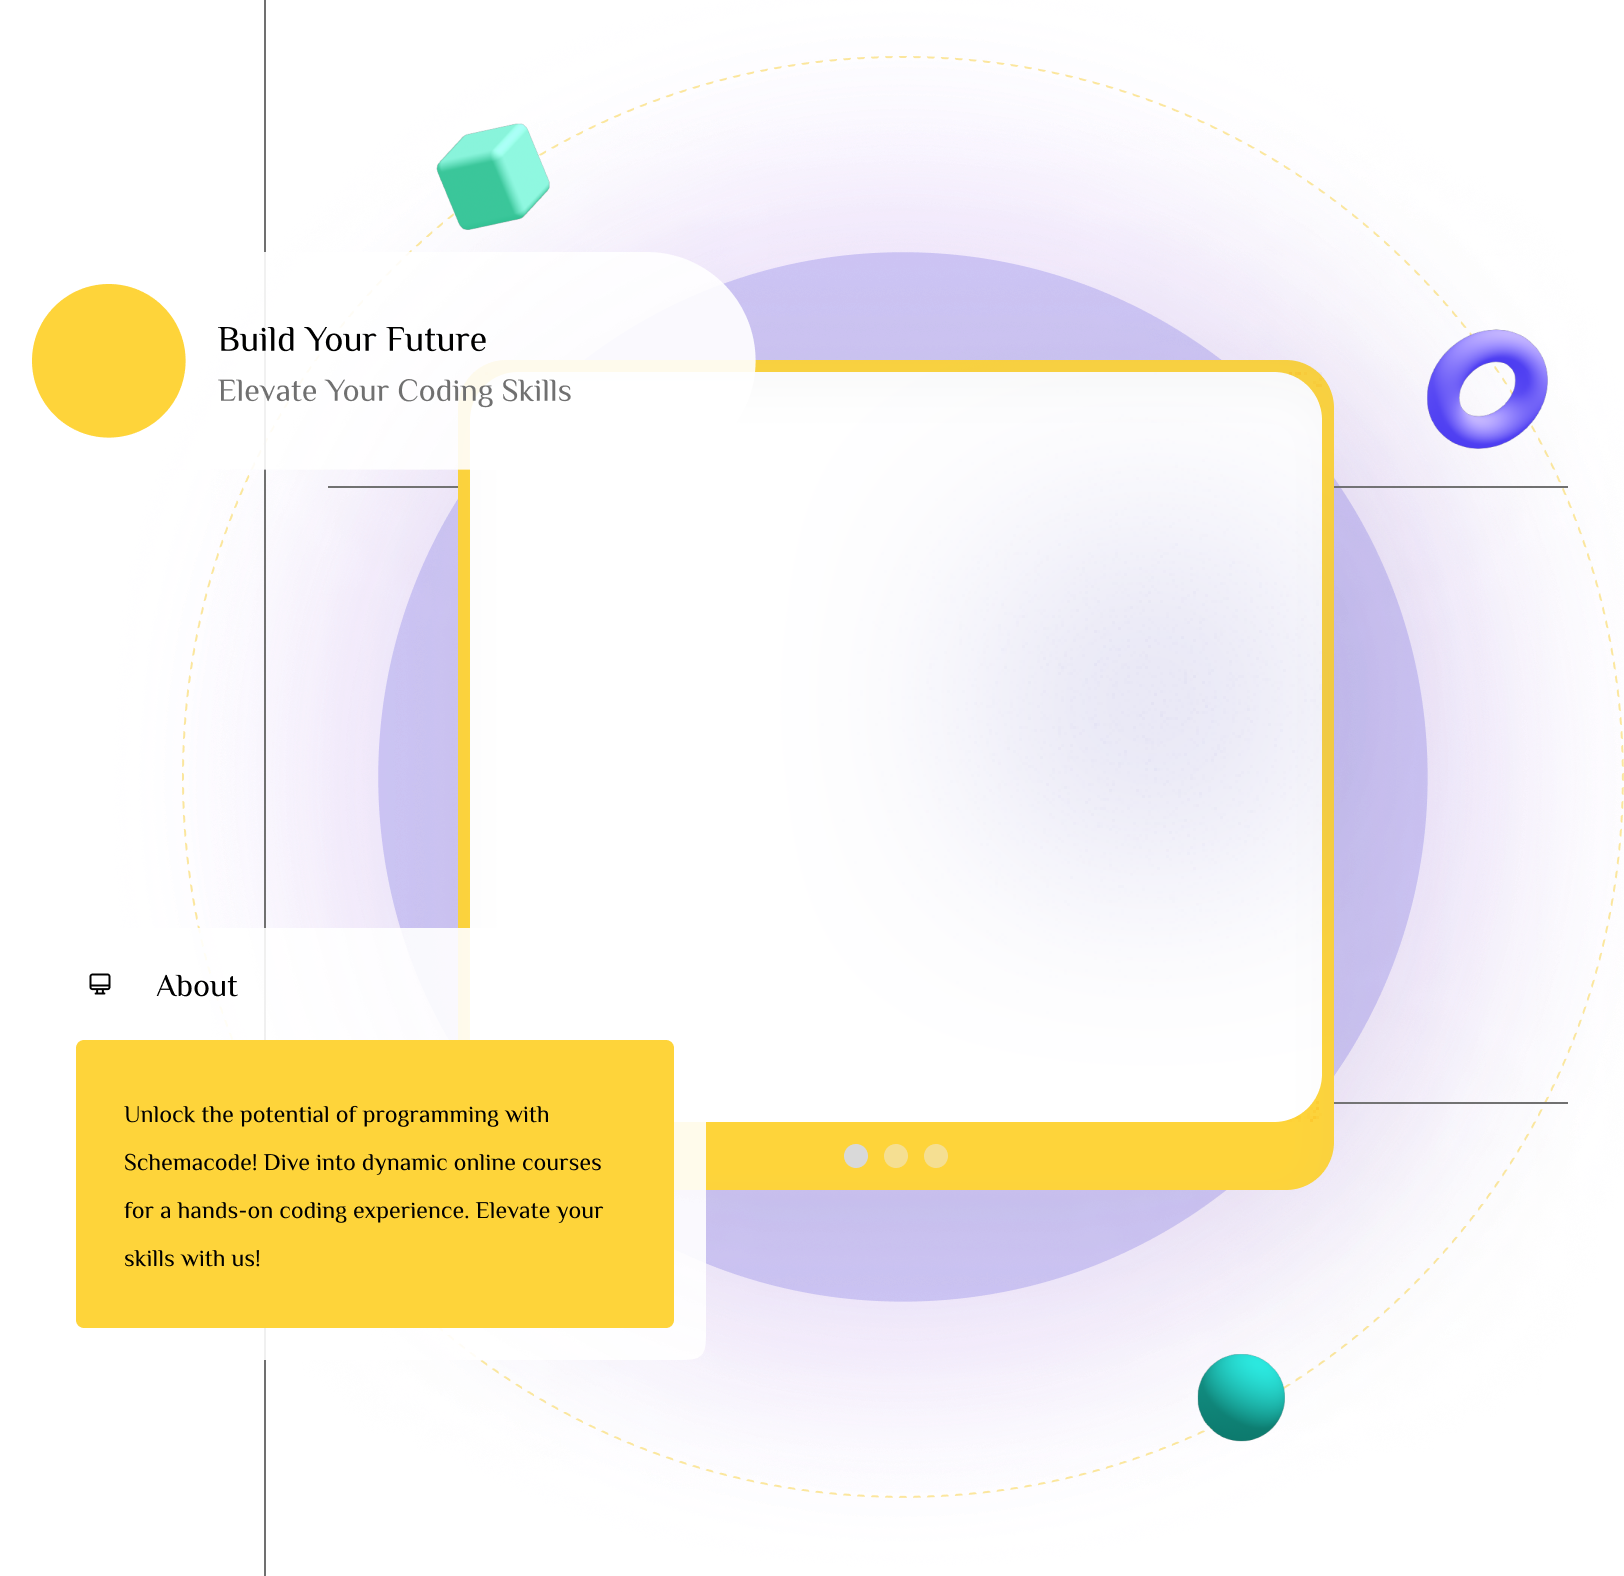 Build Your Future
Elevate Your Coding Skills
About
Unlock the potential of programming with
Schemacode! Dive into dynamic online courses
for a hands-on coding experience. Elevate your
skills with us!